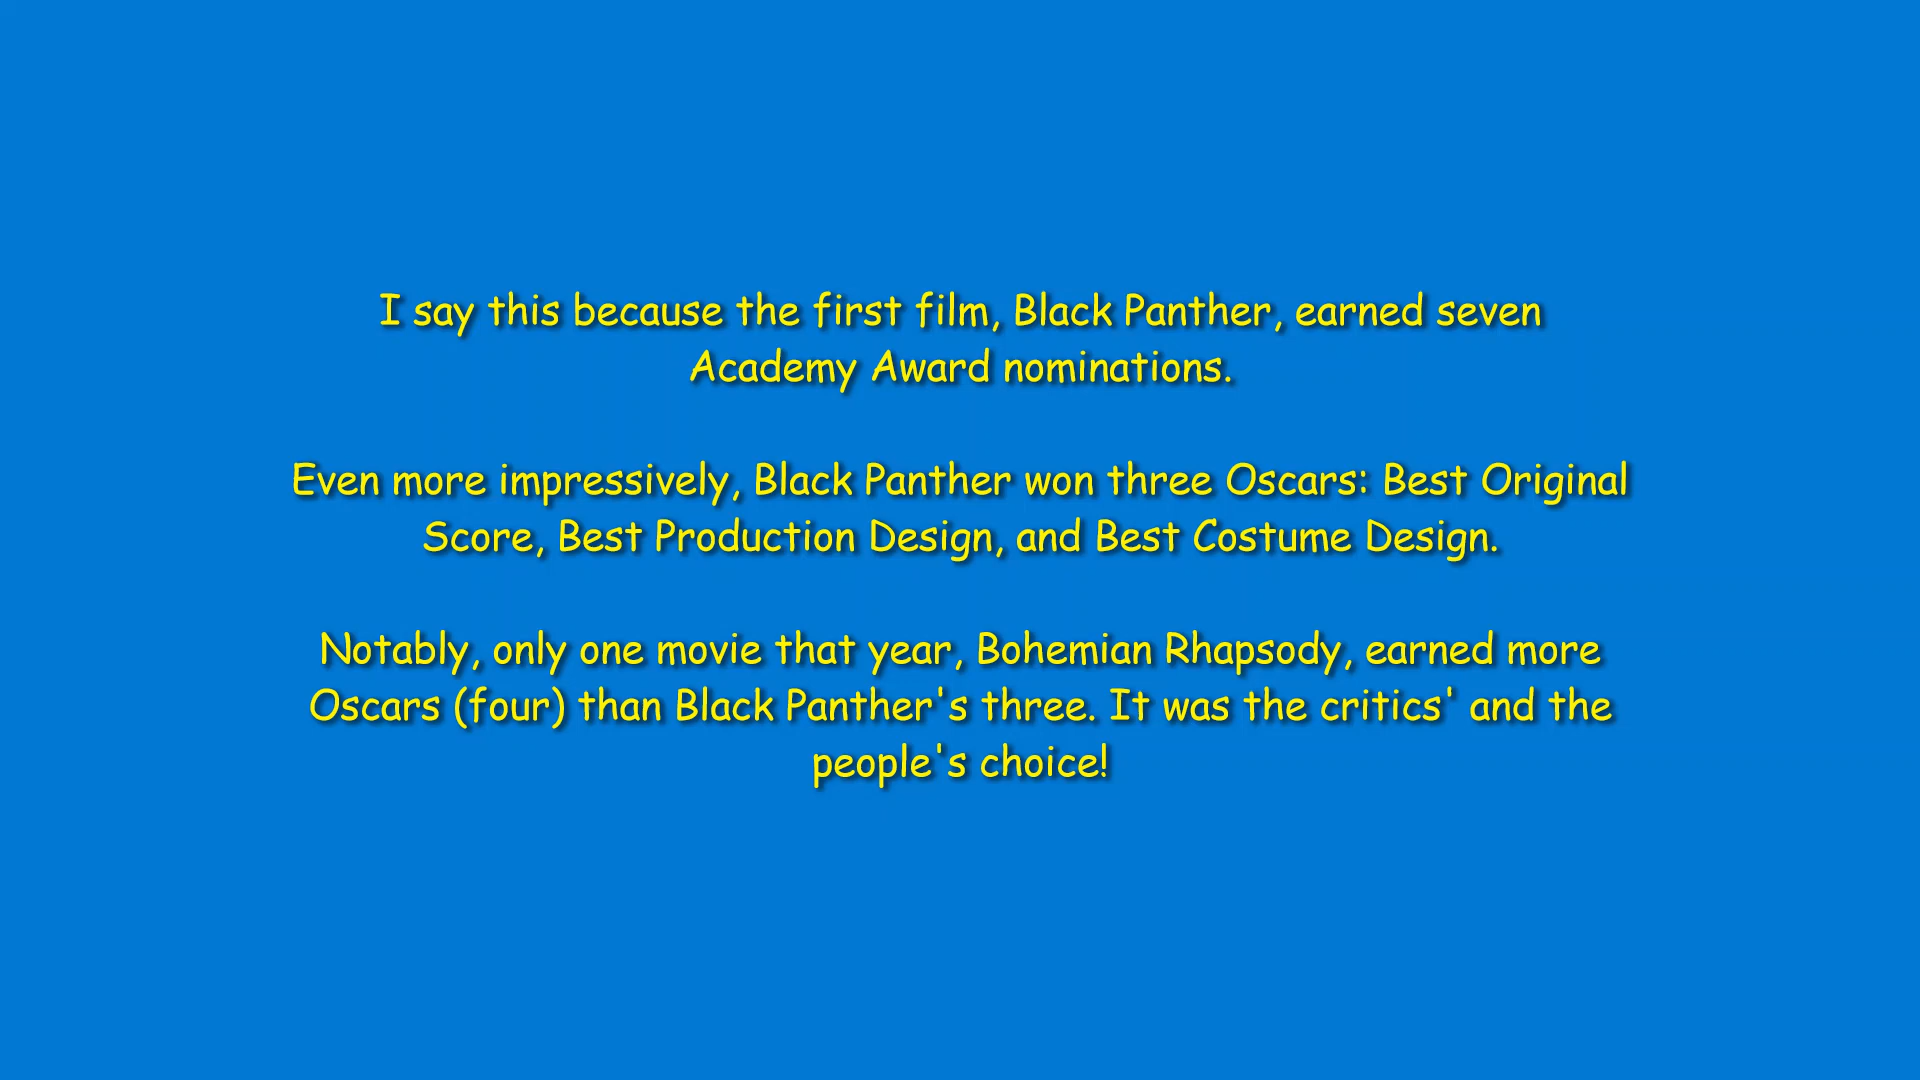 I say this because the first film, Black Panther, earned seven
Academy Award nominations.
Even more impressively, Black Panther won three Oscars: Best Original
Score, Best Production Design, and Best Costume Design.
Notably, only one movie that year, Bohemian Rhapsody, earned more
Oscars (four) than Black Panther's three. It was the critics' and the
people's choice!